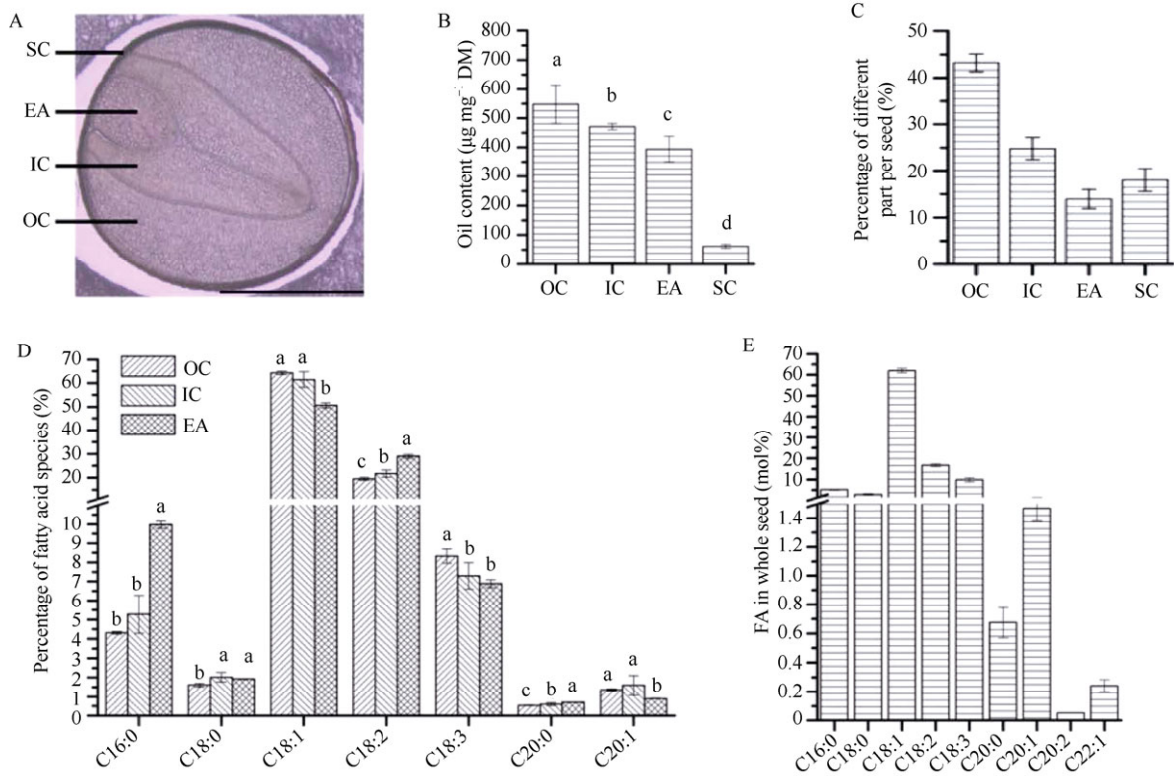 A
SC
EA
IC
OC
B
Oil content (μg mg⁻¹ DM)
800
700
600
500
400
300
200
100
0
a
b
c
d
OC IC EA SC
C
Percentage of different
part per seed (%)
50
40
30
20
10
0
OC IC EA SC
D
Percentage of fatty acid species (%)
70
60
50
40
30
20
10
9
8
7
6
5
4
3
2
1
0
OC
IC
EA
b b a
b a a
a a b
c b a
a b b
c b a
a a b
C16:0 C18:0 C18:1 C18:2 C18:3 C20:0 C20:1
E
FA in whole seed (mol%)
70
60
50
40
30
20
10
1.4
1.2
1.0
0.8
0.6
0.4
0.2
0
C16:0 C18:0 C18:1 C18:2 C18:3 C20:0 C20:1 C20:2 C22:1